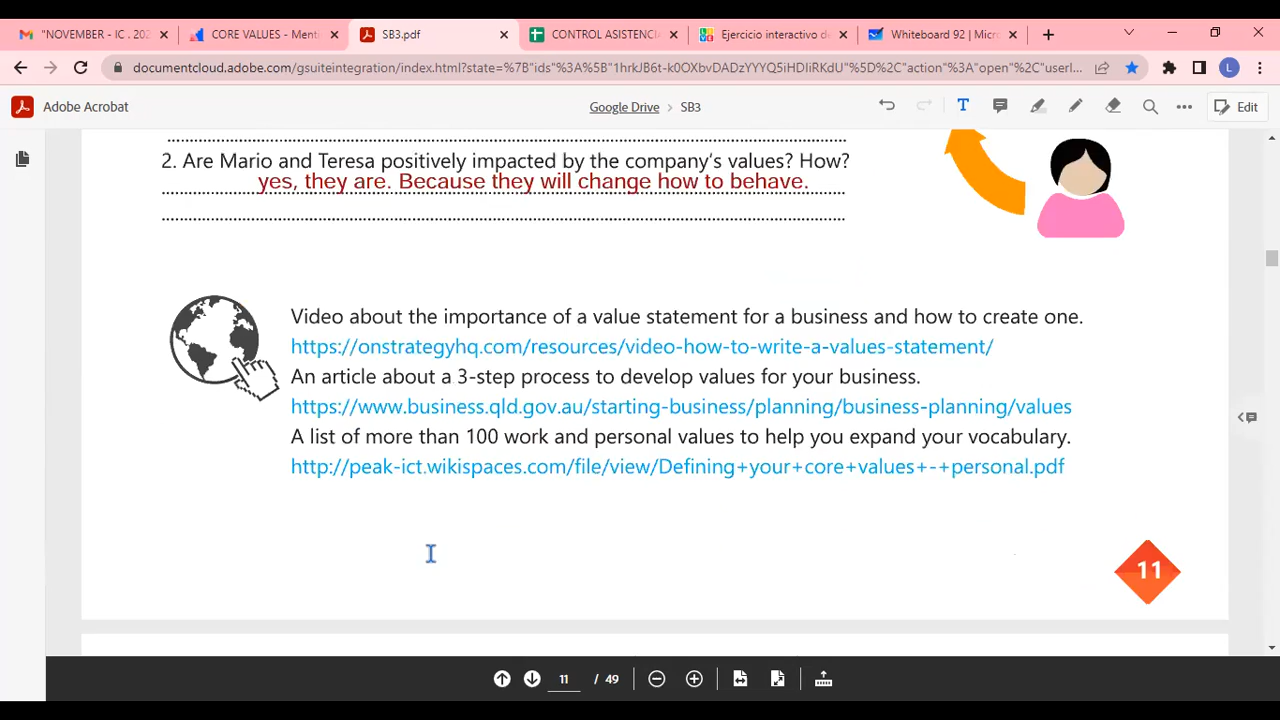 "NOVEMBER - IC . 202
CORE VALUES - Menti
SB3.pdf
CONTROL ASISTENCI
Ejercicio interactivo de
Whiteboard 92 | Micro
documentcloud.adobe.com/gsuiteintegration/index.html?state=%7B"ids"%3A%5B"1hrkJB6t-k0OXbvDADzYYYQ5iHDIiRKdU"%5D%2C"action"%3A"open"%2C"userI...
L
Adobe Acrobat
Google Drive
SB3
Edit
2. Are Mario and Teresa positively impacted by the company's values? How?
yes, they are. Because they will change how to behave.
Video about the importance of a value statement for a business and how to create one.
https://onstrategyhq.com/resources/video-how-to-write-a-values-statement/
An article about a 3-step process to develop values for your business.
https://www.business.qld.gov.au/starting-business/planning/business-planning/values
A list of more than 100 work and personal values to help you expand your vocabulary.
http://peak-ict.wikispaces.com/file/view/Defining+your+core+values+-+personal.pdf
11
11 / 49